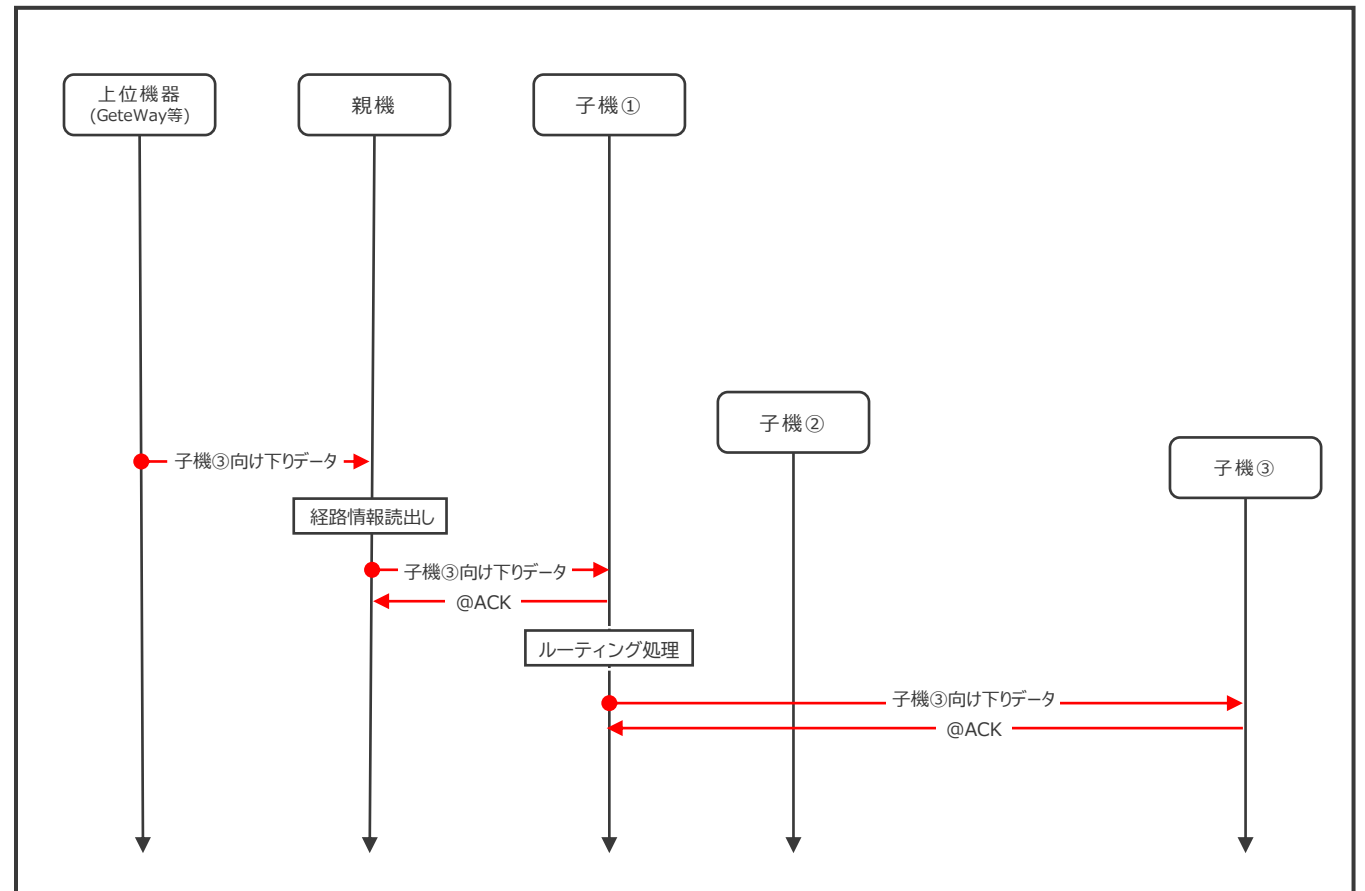 上位機器
(GeteWay等)
親機
子機①
子機②
子機③
子機③向け下りデータ
経路情報読出し
子機③向け下りデータ
@ACK
ルーティング処理
子機③向け下りデータ
@ACK